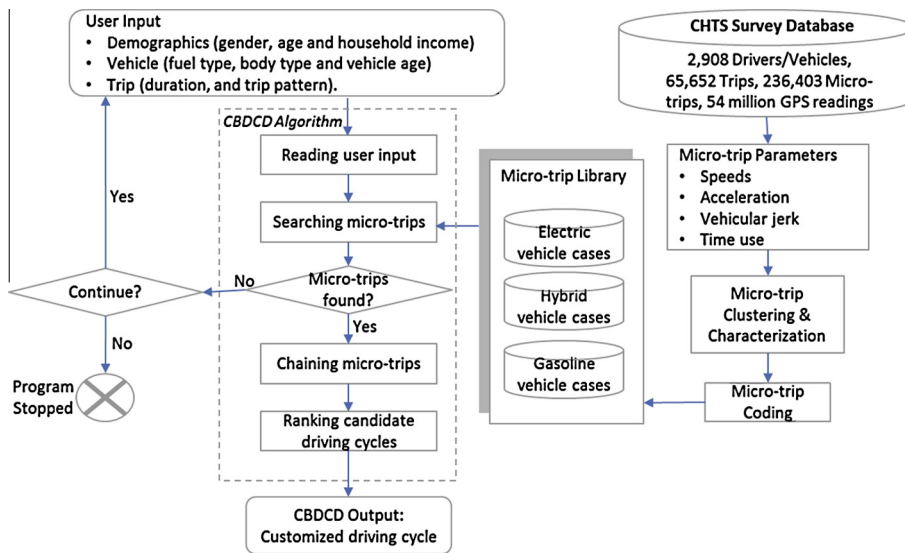 User Input
• Demographics (gender, age and household income)
• Vehicle (fuel type, body type and vehicle age)
• Trip (duration, and trip pattern).
CBDCD Algorithm
Reading user input
Searching micro-trips
Micro-trips
found?
No
Yes
Continue?
Yes
No
Program
Stopped
Chaining micro-trips
Ranking candidate
driving cycles
CBDCD Output:
Customized driving cycle
Micro-trip Library
Electric
vehicle cases
Hybrid
vehicle cases
Gasoline
vehicle cases
CHTS Survey Database
2,908 Drivers/Vehicles,
65,652 Trips, 236,403 Micro-
trips, 54 million GPS readings
Micro-trip Parameters
• Speeds
• Acceleration
• Vehicular jerk
• Time use
Micro-trip
Clustering &
Characterization
Micro-trip
Coding